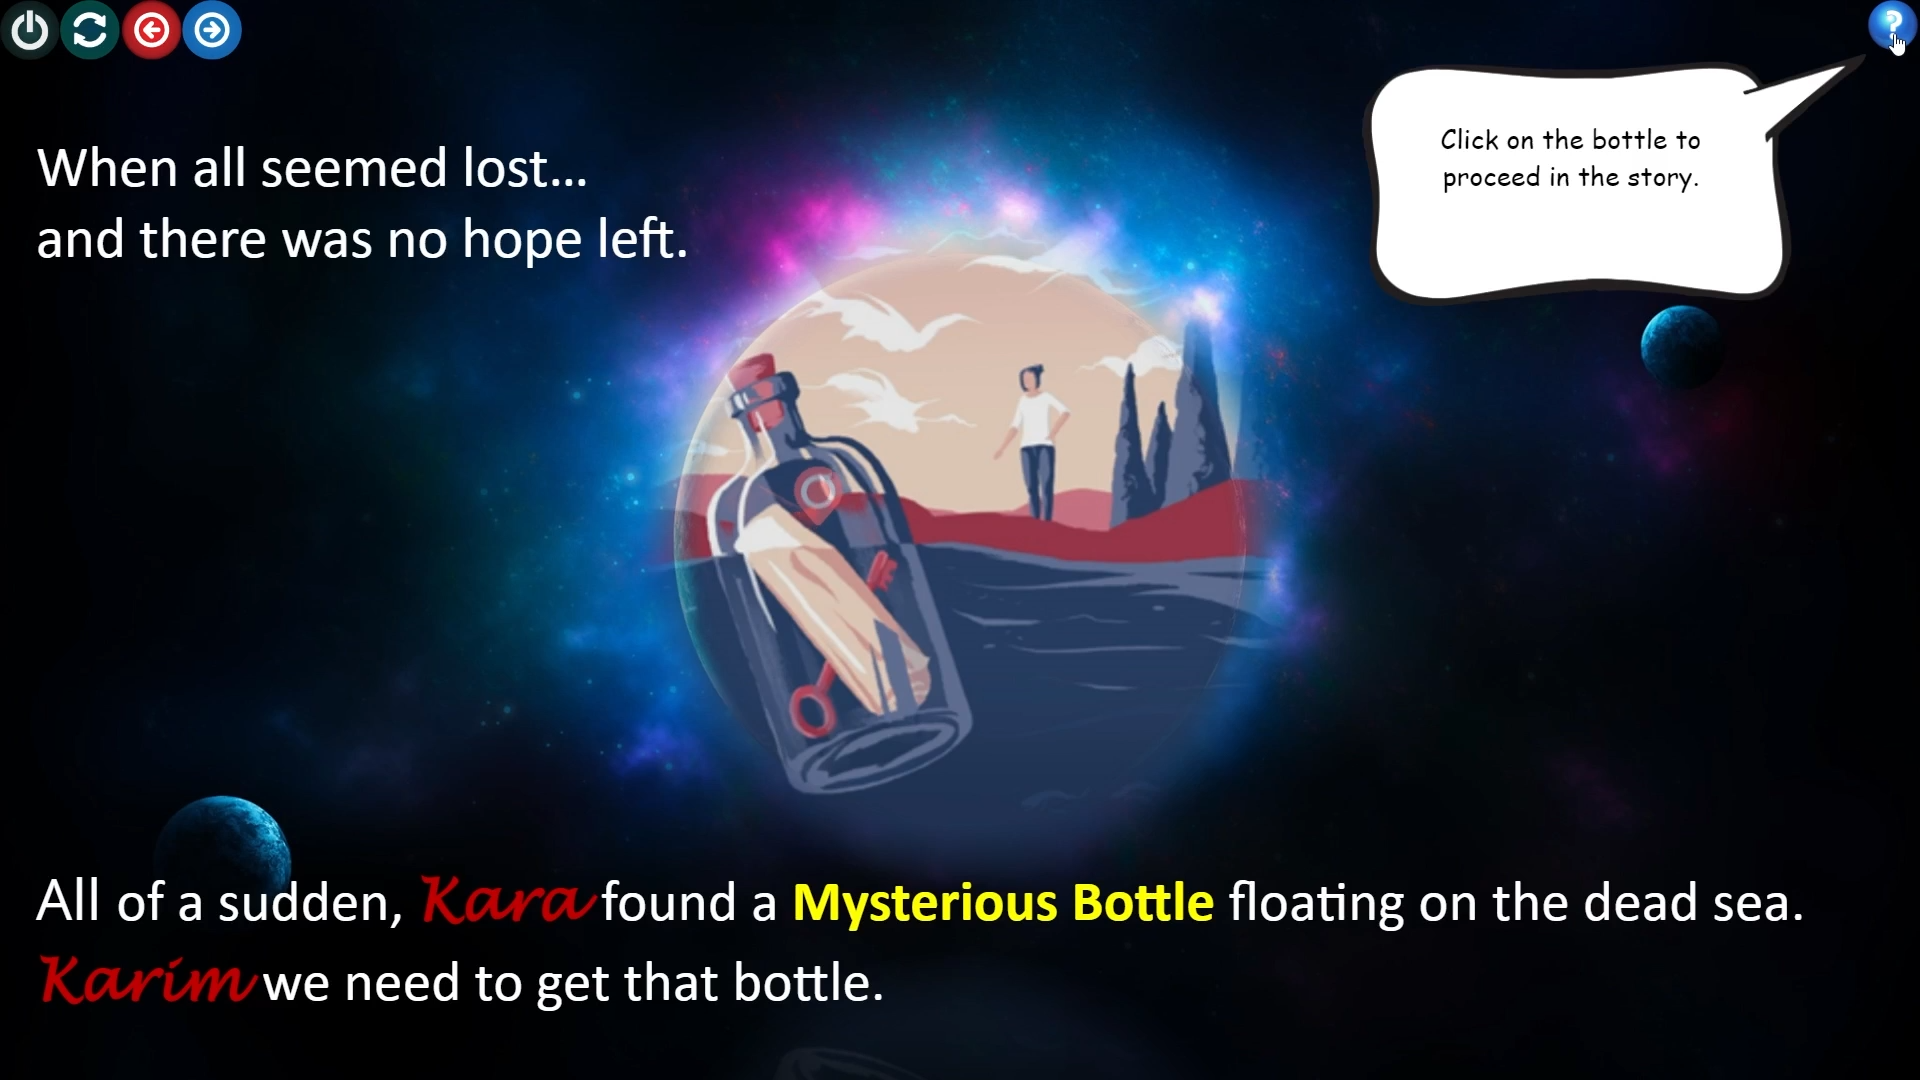 When all seemed lost...
and there was no hope left.
Click on the bottle to
proceed in the story.
All of a sudden, Kara found a Mysterious Bottle floating on the dead sea.
Karim we need to get that bottle.